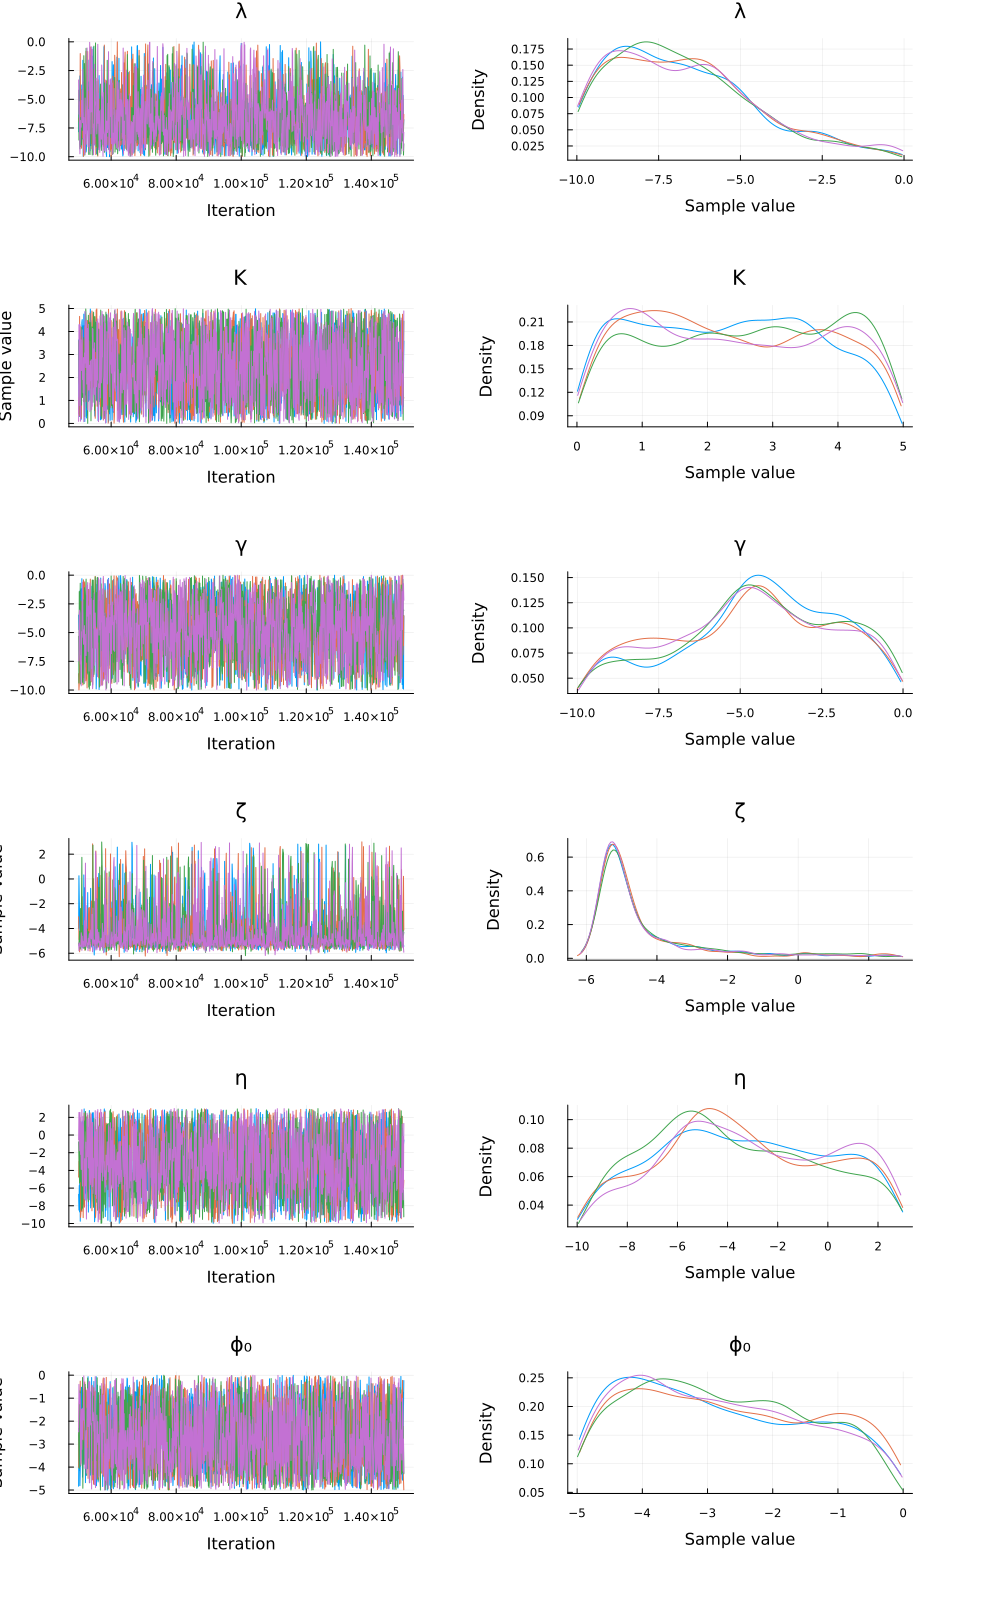 λ λ
0.0
−2.5
−5.0
−7.5
−10.0
6.00×10⁴ 8.00×10⁴ 1.00×10⁵ 1.20×10⁵ 1.40×10⁵
Iteration
Density
0.175
0.150
0.125
0.100
0.075
0.050
0.025
−10.0 −7.5 −5.0 −2.5 0.0
Sample value
K K
Sample value
5
4
3
2
1
0
6.00×10⁴ 8.00×10⁴ 1.00×10⁵ 1.20×10⁵ 1.40×10⁵
Iteration
Density
0.21
0.18
0.15
0.12
0.09
0 1 2 3 4 5
Sample value
γ γ
0.0
−2.5
−5.0
−7.5
−10.0
6.00×10⁴ 8.00×10⁴ 1.00×10⁵ 1.20×10⁵ 1.40×10⁵
Iteration
Density
0.150
0.125
0.100
0.075
0.050
−10.0 −7.5 −5.0 −2.5 0.0
Sample value
ζ ζ
Sample value
2
0
−2
−4
−6
6.00×10⁴ 8.00×10⁴ 1.00×10⁵ 1.20×10⁵ 1.40×10⁵
Iteration
Density
0.6
0.4
0.2
0.0
−6 −4 −2 0 2
Sample value
η η
2
0
−2
−4
−6
−8
−10
6.00×10⁴ 8.00×10⁴ 1.00×10⁵ 1.20×10⁵ 1.40×10⁵
Iteration
Density
0.10
0.08
0.06
0.04
−10 −8 −6 −4 −2 0 2
Sample value
ϕ₀ ϕ₀
Sample value
0
−1
−2
−3
−4
−5
6.00×10⁴ 8.00×10⁴ 1.00×10⁵ 1.20×10⁵ 1.40×10⁵
Iteration
Density
0.25
0.20
0.15
0.10
0.05
−5 −4 −3 −2 −1 0
Sample value